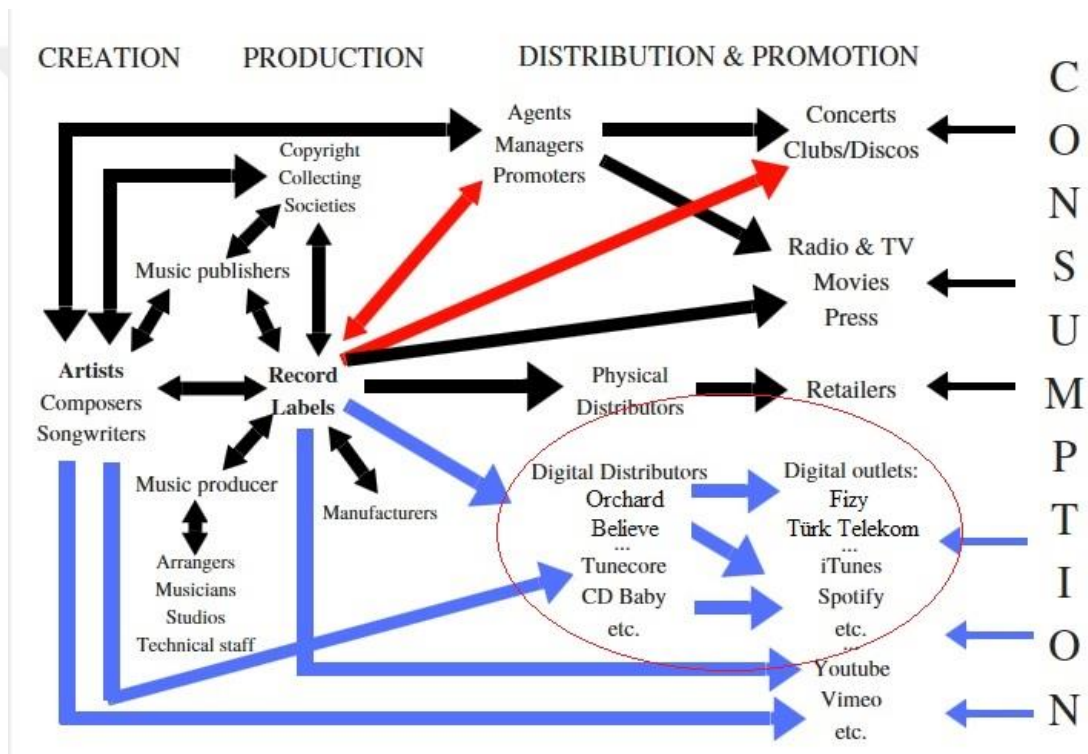 CREATION PRODUCTION DISTRIBUTION & PROMOTION
CONSUMPTION
Agents
Managers
Promoters
Concerts
Clubs/Discos
Copyright
Collecting
Societies
Music publishers
Radio & TV
Movies
Press
Artists
Composers
Songwriters
Record
Labels
Physical
Distributors
Retailers
Music producer
Manufacturers
Arrangers
Musicians
Studios
Technical staff
Digital Distributors
Orchard
Believe
...
Tunecore
CD Baby
etc.
Digital outlets:
Fizy
Türk Telekom
...
iTunes
Spotify
etc.
...
Youtube
Vimeo
etc.